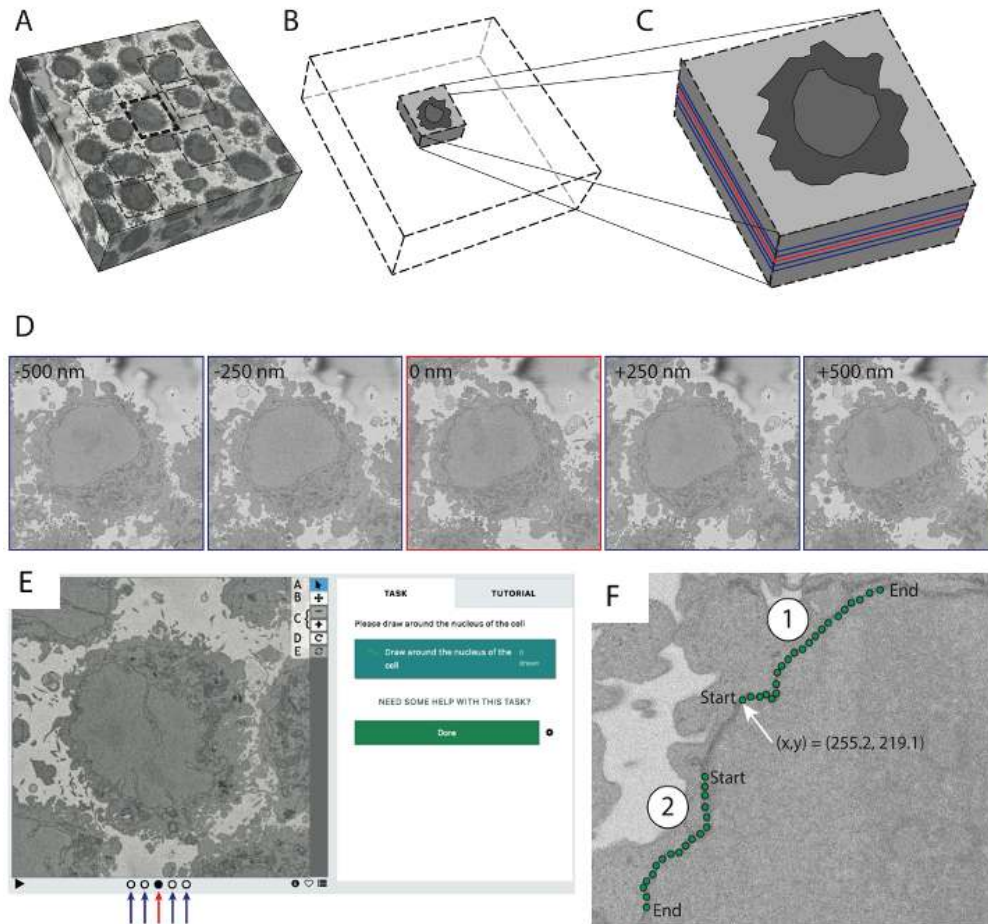 A
B
C
D
-500 nm
-250 nm
0 nm
+250 nm
+500 nm
E
A
B
C
D
E
TASK
TUTORIAL
Please draw around the nucleus of the cell
Draw around the nucleus of the
cell
0
drawn
NEED SOME HELP WITH THIS TASK?
Done
F
1
End
Start
(x,y) = (255.2, 219.1)
Start
2
End